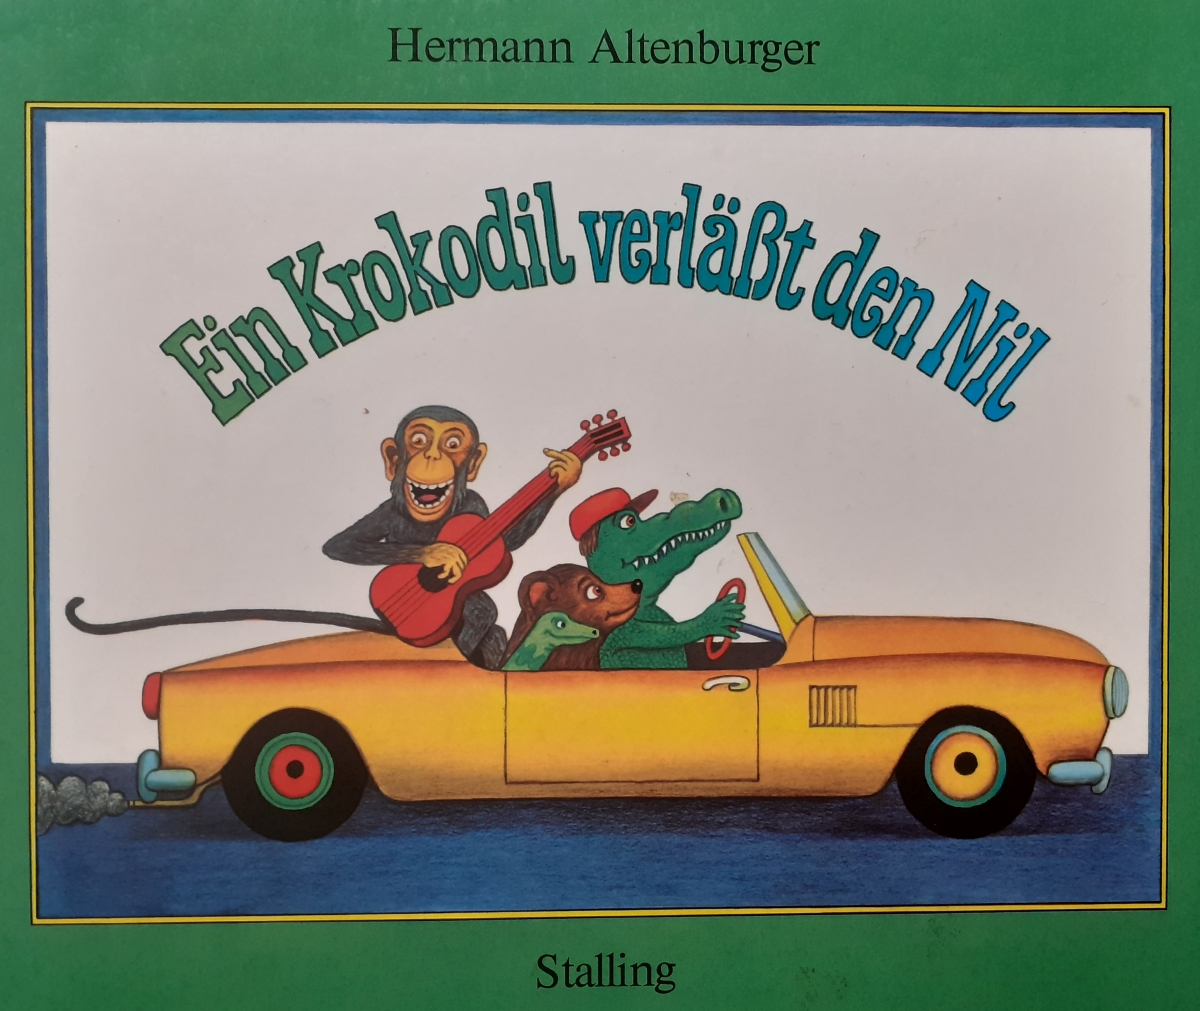 Hermann Altenburger
Ein Krokodil verläßt den Nil
Stalling